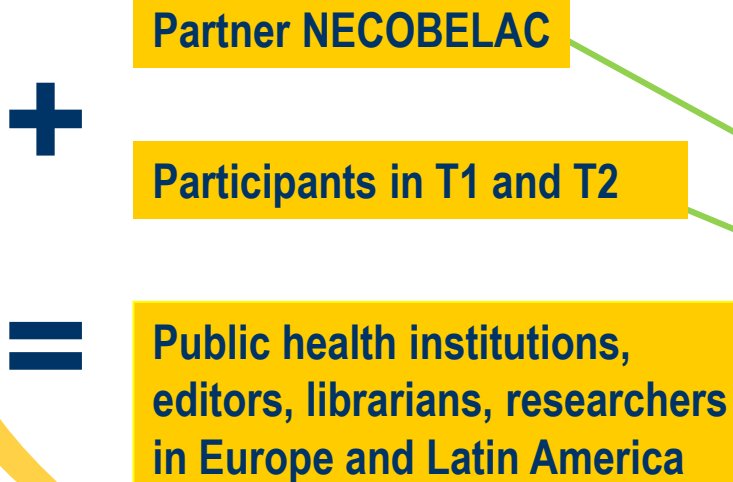 Partner NECOBELAC
+
Participants in T1 and T2
=
Public health institutions,
editors, librarians, researchers
in Europe and Latin America